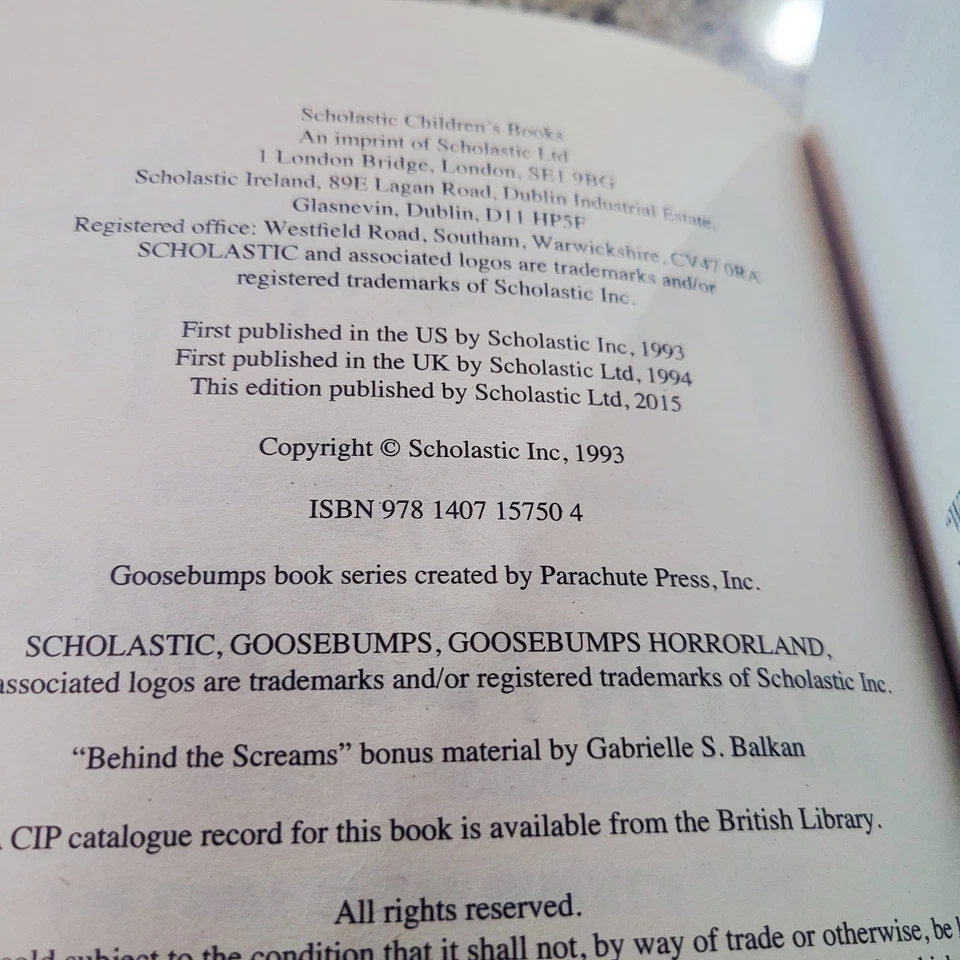 Scholastic Children's Books
An imprint of Scholastic Ltd
1 London Bridge, London, SE1 9BG
Scholastic Ireland, 89E Lagan Road, Dublin Industrial Estate,
Glasnevin, Dublin, D11 HP5F
Registered office: Westfield Road, Southam, Warwickshire, CV47 0RA
SCHOLASTIC and associated logos are trademarks and/or
registered trademarks of Scholastic Inc.
First published in the US by Scholastic Inc, 1993
First published in the UK by Scholastic Ltd, 1994
This edition published by Scholastic Ltd, 2015
Copyright © Scholastic Inc, 1993
ISBN 978 1407 15750 4
Goosebumps book series created by Parachute Press, Inc.
SCHOLASTIC, GOOSEBUMPS, GOOSEBUMPS HORRORLAND,
associated logos are trademarks and/or registered trademarks of Scholastic Inc.
“Behind the Screams” bonus material by Gabrielle S. Balkan
CIP catalogue record for this book is available from the British Library.
All rights reserved.
sold subject to the condition that it shall not, by way of trade or otherwise, be